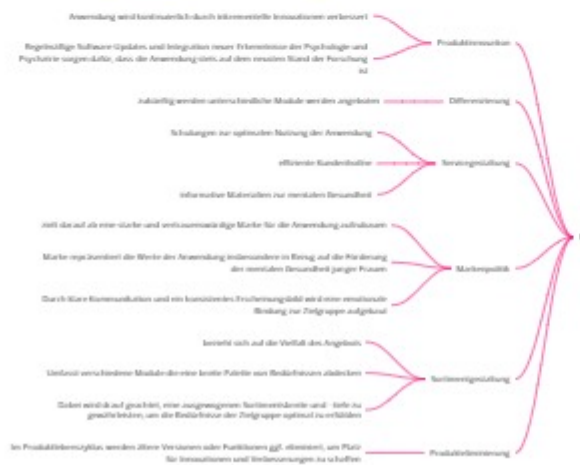 Anwendung wird kontinuierlich durch inkrementelle Innovationen verbessert
Regelmäßige Software-Updates und Integration neuer Erkenntnisse der Psychologie und
Psychiatrie sorgen dafür, dass die Anwendung stets auf dem neusten Stand der Forschung
ist
Produktinnovation
zukünftig werden unterschiedliche Module werden angeboten
Differenzierung
Schulungen zur optimalen Nutzung der Anwendung
effiziente Kundenhotline
informative Materialien zur mentalen Gesundheit
Servicegestaltung
zielt darauf ab eine starke und vertrauenswürdige Marke für die Anwendung aufzubauen
Marke repräsentiert die Werte der Anwendung insbesondere in Bezug auf die Förderung
der mentalen Gesundheit junger Frauen
Durch klare Kommunikation und ein konsistentes Erscheinungsbild wird eine emotionale
Bindung zur Zielgruppe aufgebaut
Markenpolitik
bezieht sich auf die Vielfalt des Angebots
Umfasst verschiedene Module die eine breite Palette von Bedürfnissen abdecken
Dabei wird drauf geachtet, eine ausgewogenen Sortimentsbreite und - tiefe zu
gewährleisten, um die Bedürfnisse der Zielgruppe optimal zu erfüllen
Sortimentgestaltung
Im Produktlebenszyklus werden ältere Versionen oder Funktionen ggf. eliminiert, um Platz
für Innovationen und Verbesserungen zu schaffen
Produkteliminierung